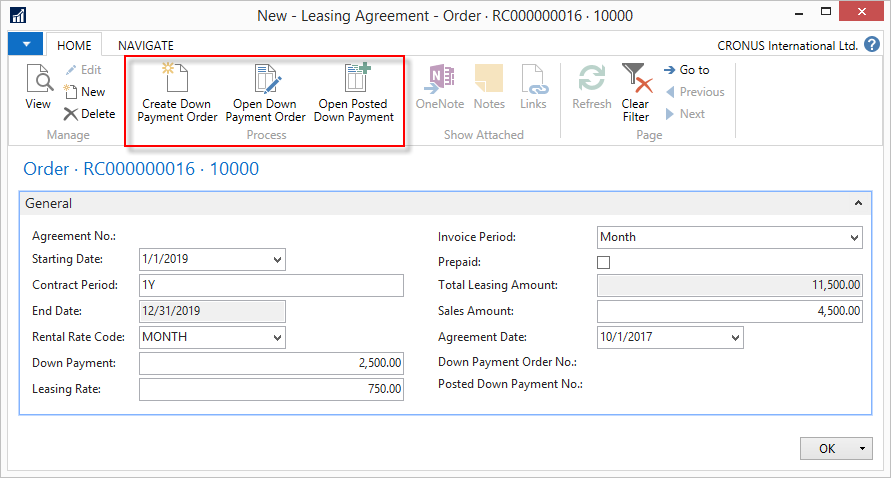 New - Leasing Agreement - Order · RC000000016 · 10000
HOME
NAVIGATE
CRONUS International Ltd.
?
View
Edit
New
Delete
Manage
Create Down
Payment Order
Open Down
Payment Order
Open Posted
Down Payment
Process
OneNote
Notes
Links
Show Attached
Refresh
Clear
Filter
Go to
Previous
Next
Page
Order · RC000000016 · 10000
General
Agreement No.:
Starting Date: 1/1/2019
Contract Period: 1Y
End Date: 12/31/2019
Rental Rate Code: MONTH
Down Payment: 2,500.00
Leasing Rate: 750.00
Invoice Period: Month
Prepaid:
Total Leasing Amount: 11,500.00
Sales Amount: 4,500.00
Agreement Date: 10/1/2017
Down Payment Order No.:
Posted Down Payment No.:
OK